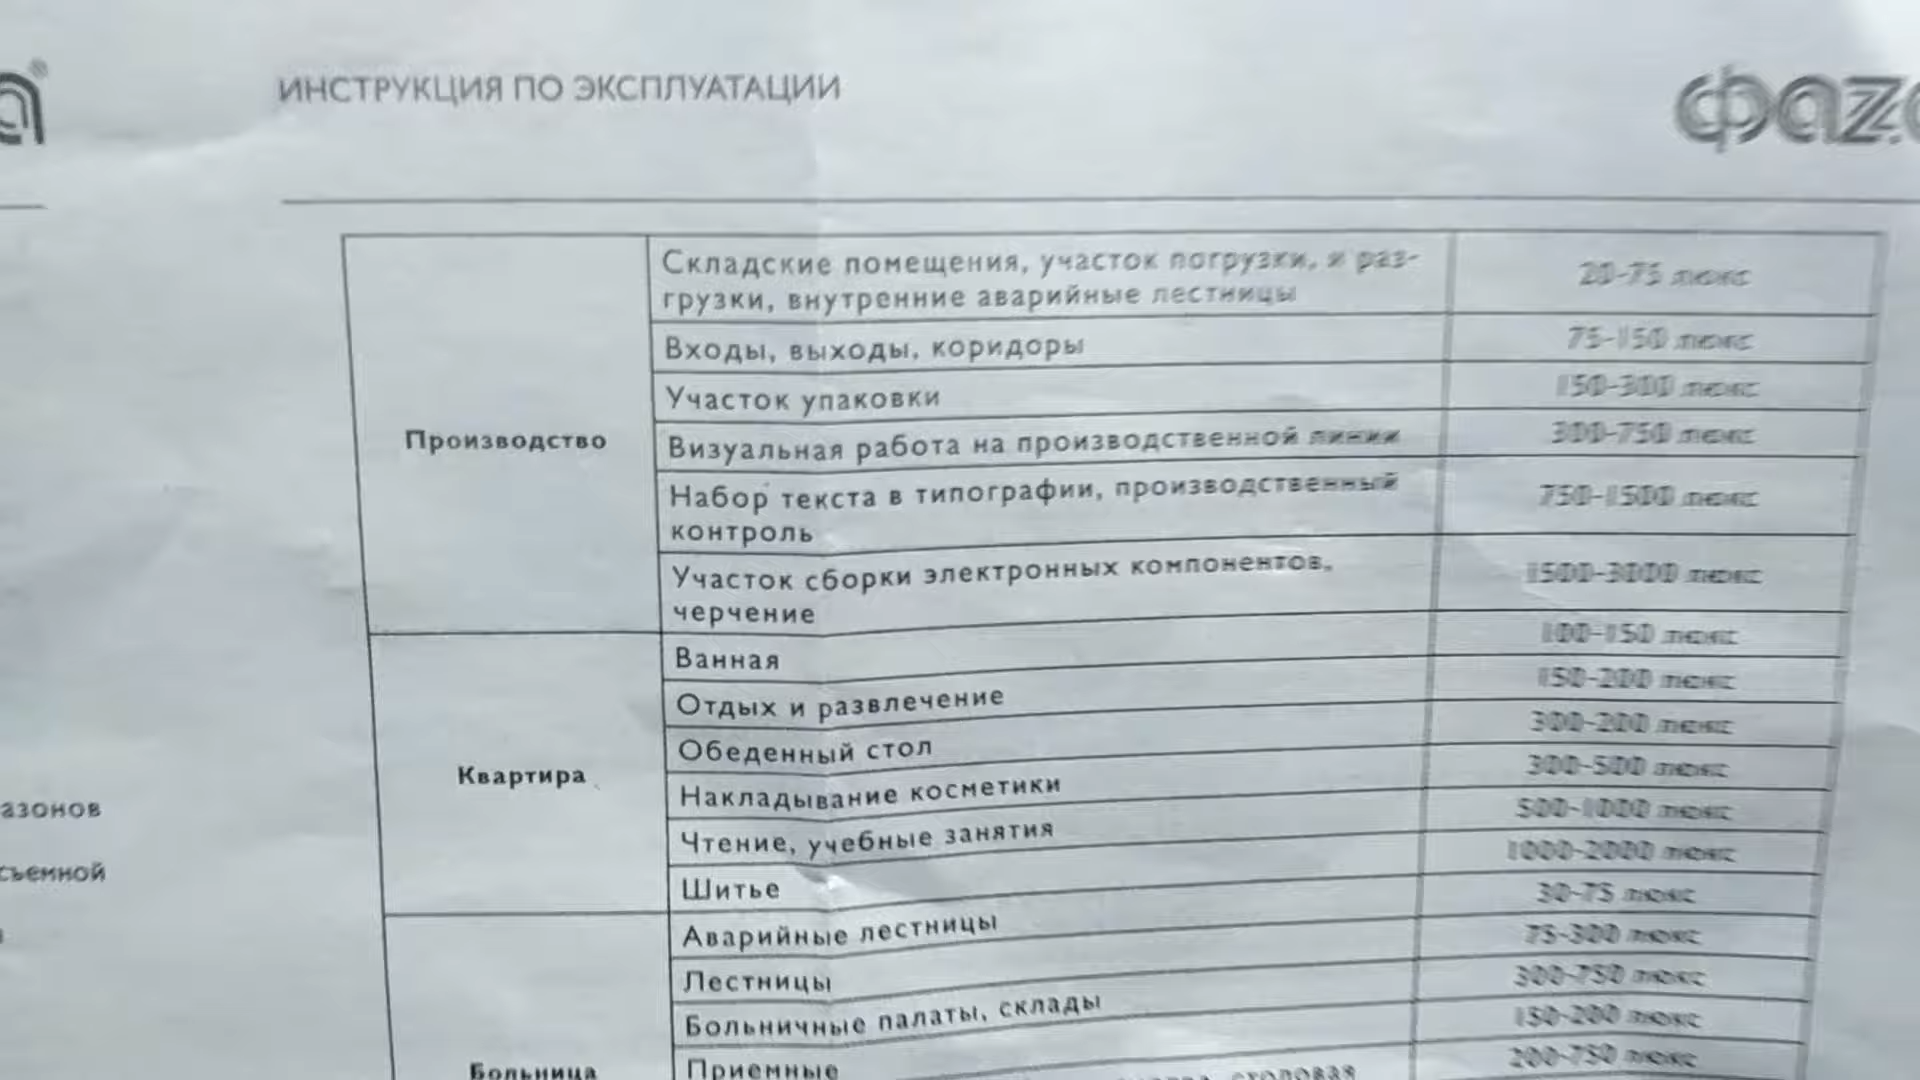 ИНСТРУКЦИЯ ПО ЭКСПЛУАТАЦИИ
фаzа
Производство
Складские помещения, участок погрузки, и раз-
грузки, внутренние аварийные лестницы
20-75 люкс
Входы, выходы, коридоры
75-150 люкс
Участок упаковки
150-300 люкс
Визуальная работа на производственной линии
300-750 люкс
Набор текста в типографии, производственный
контроль
750-1500 люкс
Участок сборки электронных компонентов,
черчение
1500-3000 люкс
Квартира
Ванная
100-150 люкс
Отдых и развлечение
150-200 люкс
Обеденный стол
300-200 люкс
Накладывание косметики
300-500 люкс
Чтение, учебные занятия
500-1000 люкс
Шитье
1000-2000 люкс
Больница
Аварийные лестницы
30-75 люкс
Лестницы
75-300 люкс
Больничные палаты, склады
300-750 люкс
Приемные
150-200 люкс
столовая
200-750 люкс
азонов
съемной